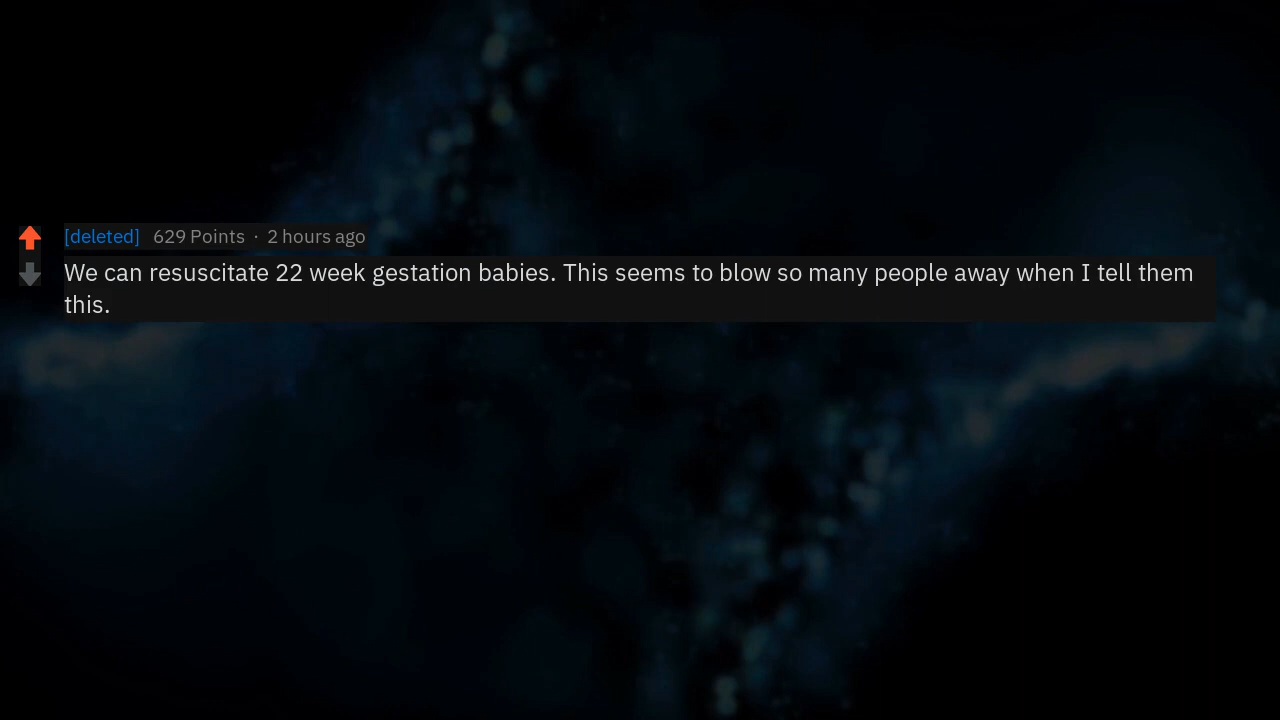 [deleted] 629 Points · 2 hours ago
We can resuscitate 22 week gestation babies. This seems to blow so many people away when I tell them
this.